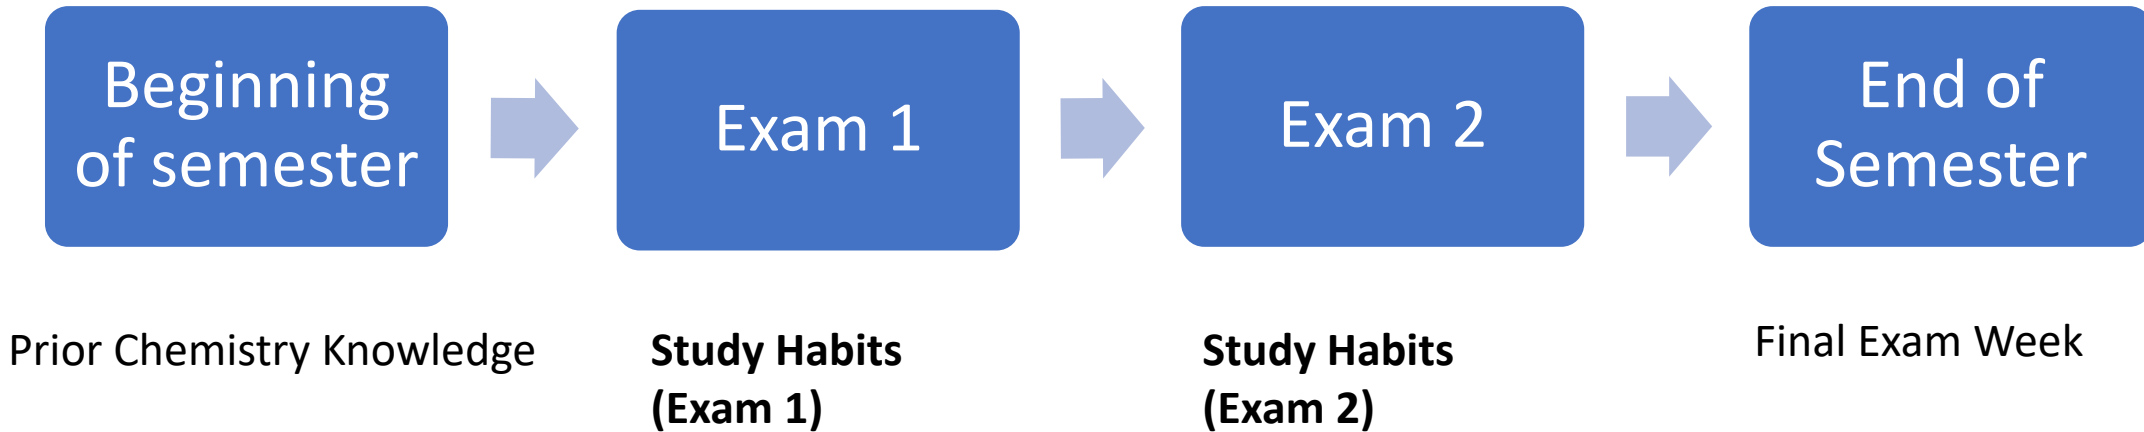 Beginning
of semester
Exam 1
Exam 2
End of
Semester
Prior Chemistry Knowledge
Study Habits
(Exam 1)
Study Habits
(Exam 2)
Final Exam Week